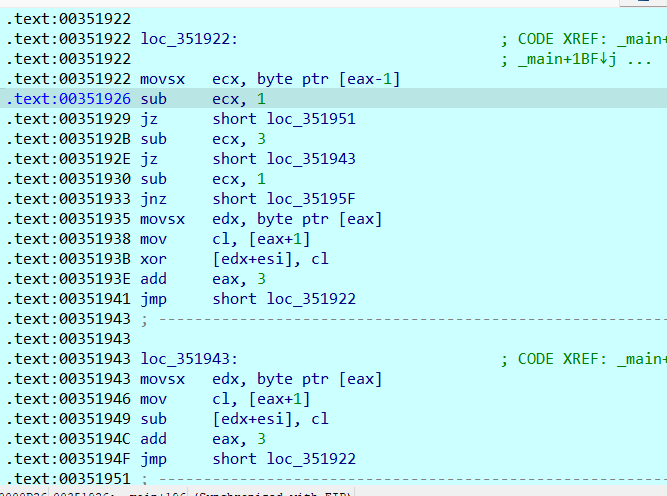 .text:00351922
.text:00351922 loc_351922: ; CODE XREF: _main+
.text:00351922 ; _main+1BF↓j ...
.text:00351922 movsx ecx, byte ptr [eax-1]
.text:00351926 sub ecx, 1
.text:00351929 jz short loc_351951
.text:0035192B sub ecx, 3
.text:0035192E jz short loc_351943
.text:00351930 sub ecx, 1
.text:00351933 jnz short loc_35195F
.text:00351935 movsx edx, byte ptr [eax]
.text:00351938 mov cl, [eax+1]
.text:0035193B xor [edx+esi], cl
.text:0035193E add eax, 3
.text:00351941 jmp short loc_351922
.text:00351943 ; ---------------------------------------------------------
.text:00351943
.text:00351943 loc_351943: ; CODE XREF: _main+
.text:00351943 movsx edx, byte ptr [eax]
.text:00351946 mov cl, [eax+1]
.text:00351949 sub [edx+esi], cl
.text:0035194C add eax, 3
.text:0035194F jmp short loc_351922
.text:00351951 ; ---------------------------------------------------------